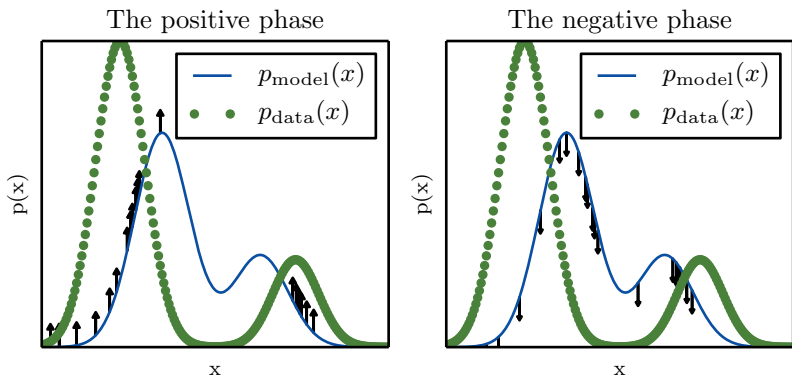 The positive phase
p(x)
p_model(x)
p_data(x)
x
The negative phase
p(x)
p_model(x)
p_data(x)
x